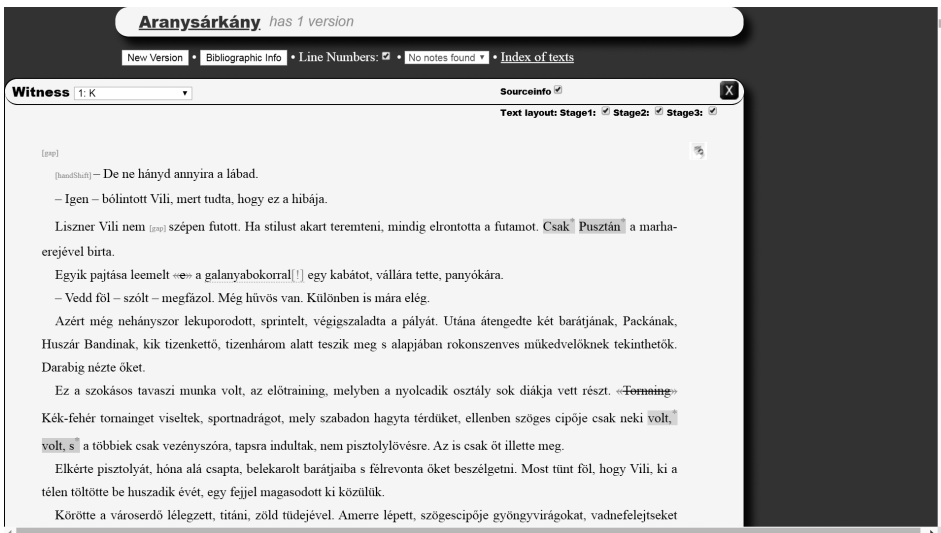 Aranysárkány has 1 version
New Version • Bibliographic Info • Line Numbers: • No notes found • Index of texts
Witness 1: K Sourceinfo X
Text layout: Stage1: Stage2: Stage3:
[gap]
[handShift] – De ne hányd annyira a lábad.
– Igen – bólintott Vili, mert tudta, hogy ez a hibája.
Liszner Vili nem [gap] szépen futott. Ha stilust akart teremteni, mindig elrontotta a futamot. Csak* Pusztán* a marha-
erejével birta.
Egyik pajtása leemelt «e» a galanyabokorral[!] egy kabátot, vállára tette, panyókára.
– Vedd föl – szólt – megfázol. Még hűvös van. Különben is mára elég.
Azért még nehányszor lekuporodott, sprintelt, végigszaladta a pályát. Utána átengedte két barátjának, Packának,
Huszár Bandinak, kik tizenkettő, tizenhárom alatt teszik meg s alapjában rokonszenves műkedvelőknek tekinthetők.
Darabig nézte őket.
Ez a szokásos tavaszi munka volt, az előtraining, melyben a nyolcadik osztály sok diákja vett részt. «Tornaing»
Kék-fehér tornainget viseltek, sportnadrágot, mely szabadon hagyta térdüket, ellenben szöges cipője csak neki volt,*
volt, s* a többiek csak vezényszóra, tapsra indultak, nem pisztolylövésre. Az is csak őt illette meg.
Elkérte pisztolyát, hóna alá csapta, belekarolt barátjaiba s félrevonta őket beszélgetni. Most tünt föl, hogy Vili, ki a
télen töltötte be huszadik évét, egy fejjel magasodott ki közülük.
Körötte a városerdő lélegzett, titáni, zöld tüdejével. Amerre lépett, szögescipője gyöngyvirágokat, vadnefelejtseket